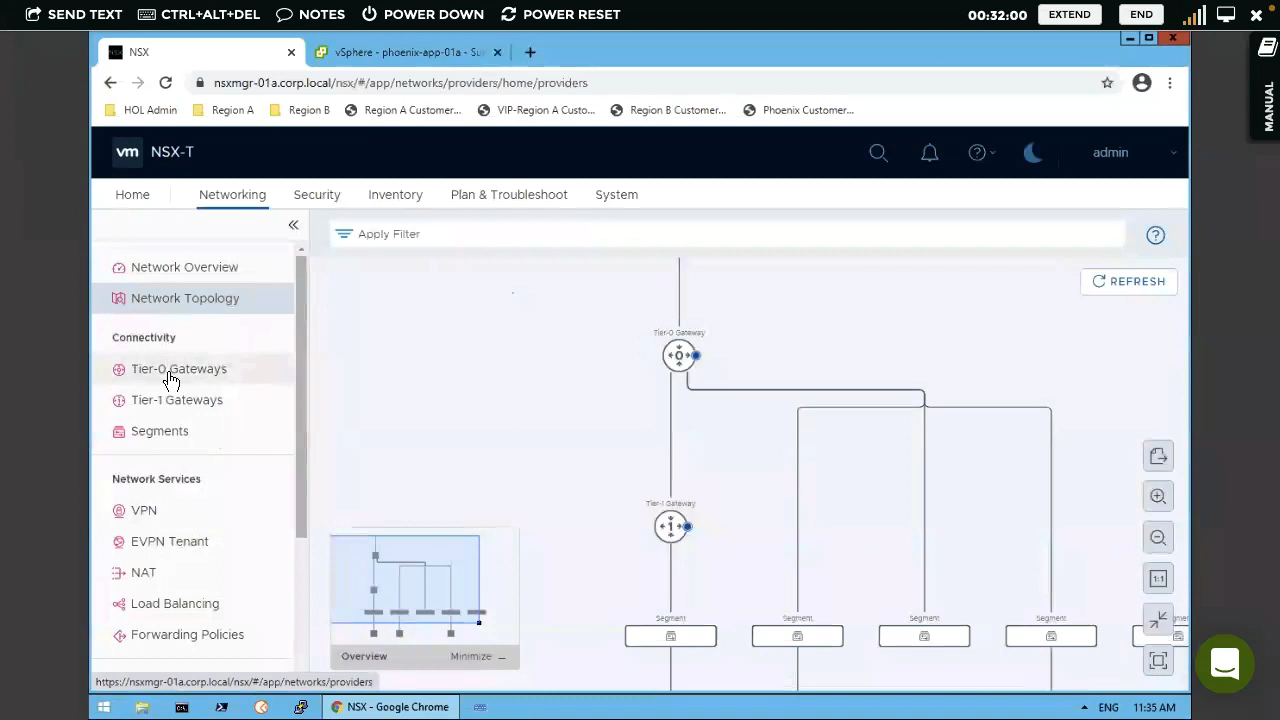 SEND TEXT CTRL+ALT+DEL NOTES POWER DOWN POWER RESET 00:32:00 EXTEND END
NSX vSphere - phoenix-app-01a - Su
nsxmgr-01a.corp.local/nsx/#/app/networks/providers/home/providers
HOL Admin Region A Region B Region A Customer... VIP-Region A Custo... Region B Customer... Phoenix Customer...
MANUAL
vm NSX-T admin
Home Networking Security Inventory Plan & Troubleshoot System
Apply Filter
REFRESH
Network Overview
Network Topology
Connectivity
Tier-0 Gateways
Tier-1 Gateways
Segments
Network Services
VPN
EVPN Tenant
NAT
Load Balancing
Forwarding Policies
Tier-0 Gateway
0
Tier-1 Gateway
1
1:1
Segment Segment Segment Segment Segment
Overview Minimize
https://nsxmgr-01a.corp.local/nsx/#/app/networks/providers
NSX - Google Chrome ENG 11:35 AM